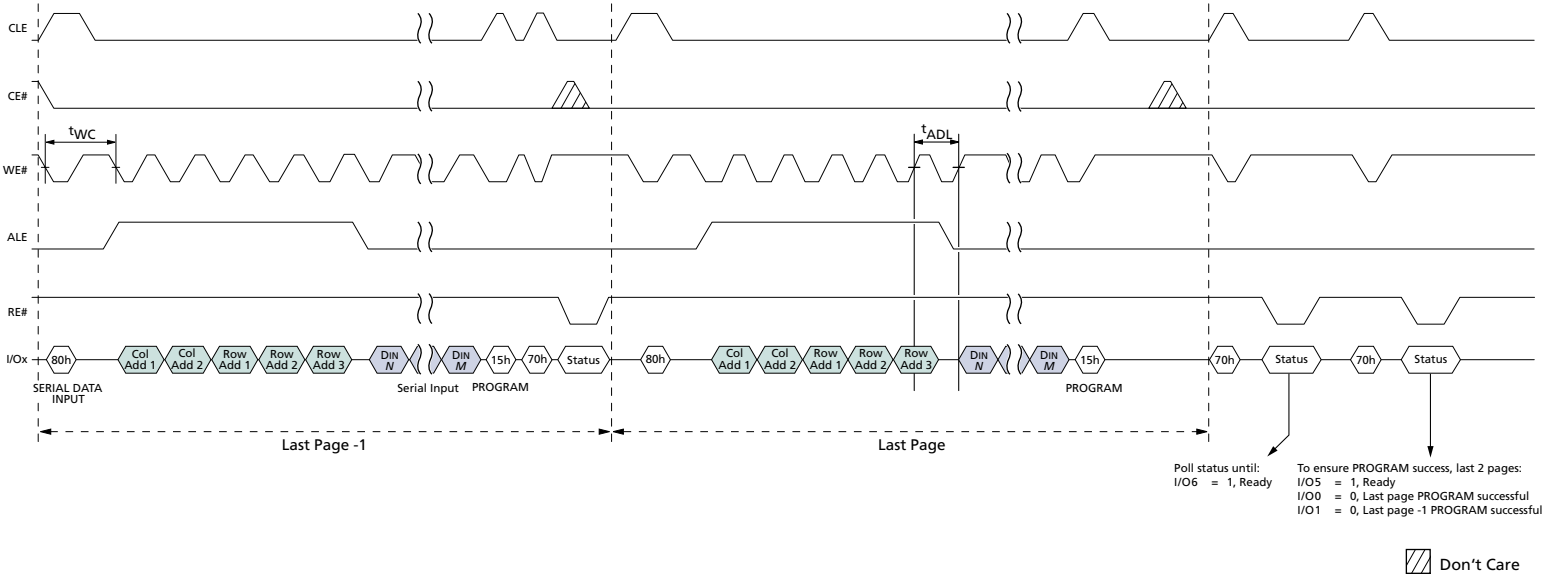 CLE
CE#
tWC
tADL
WE#
ALE
RE#
I/Ox
80h
Col Add 1
Col Add 2
Row Add 1
Row Add 2
Row Add 3
DIN N
DIN M
15h
70h
Status
80h
Col Add 1
Col Add 2
Row Add 1
Row Add 2
Row Add 3
DIN N
DIN M
15h
70h
Status
70h
Status
SERIAL DATA
INPUT
Serial Input
PROGRAM
PROGRAM
Last Page -1
Last Page
Poll status until:
I/O6 = 1, Ready
To ensure PROGRAM success, last 2 pages:
I/O5 = 1, Ready
I/O0 = 0, Last page PROGRAM successful
I/O1 = 0, Last page -1 PROGRAM successful
Don't Care